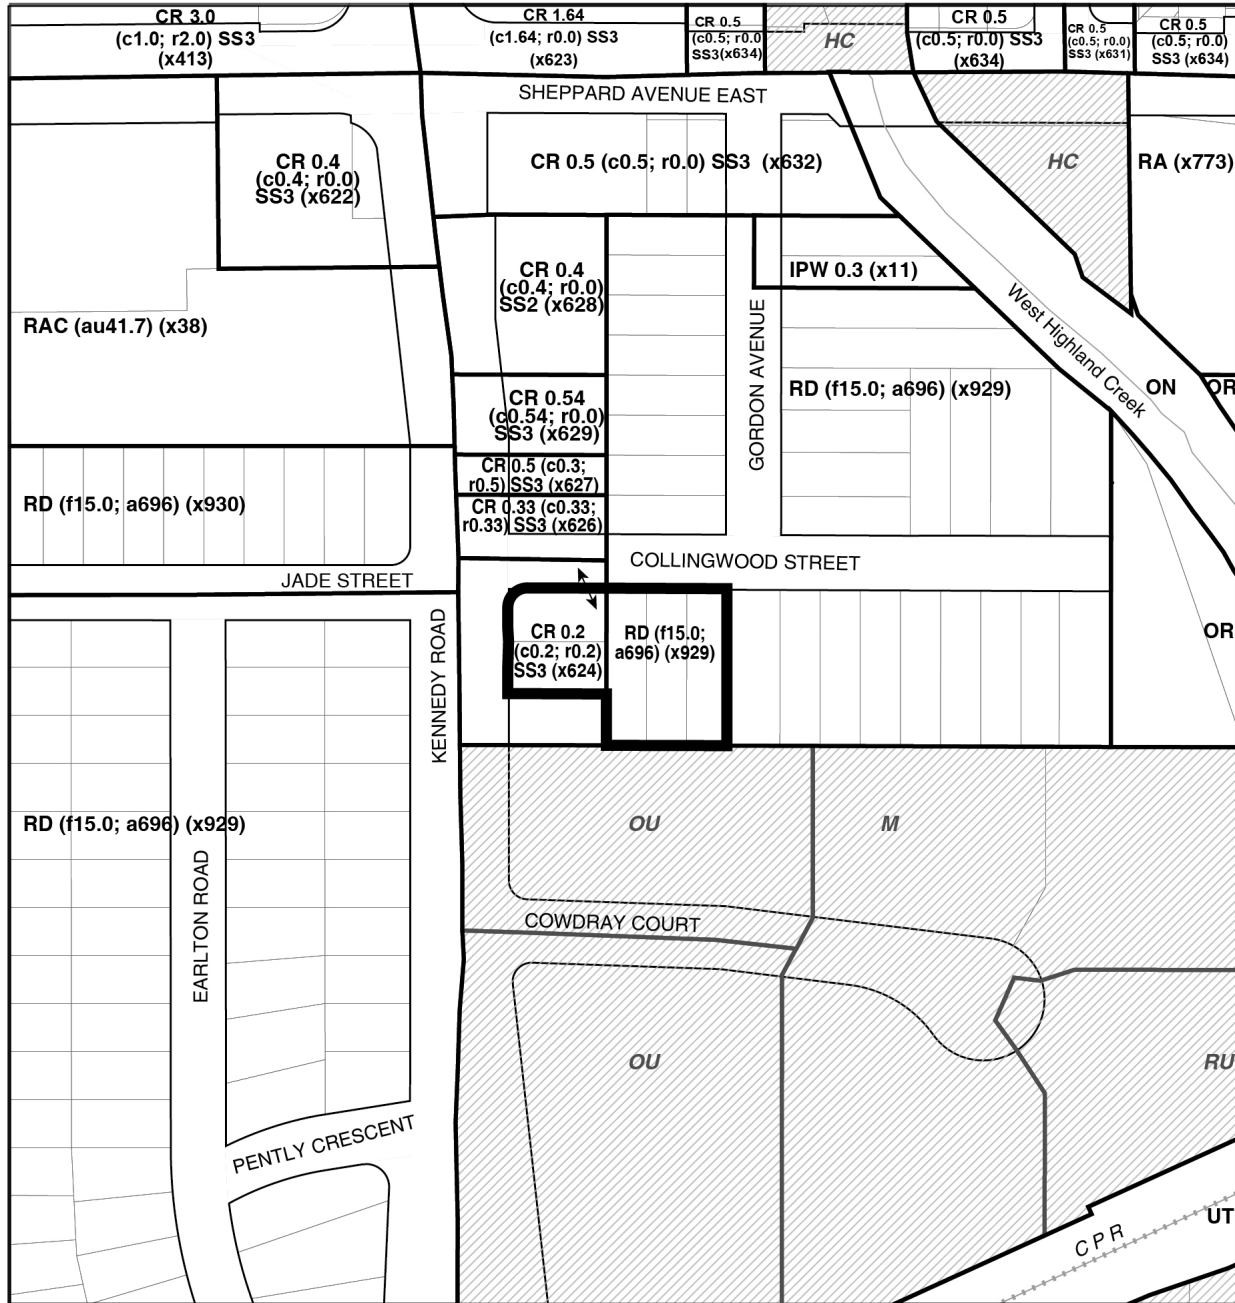 CR 3.0
(c1.0; r2.0) SS3
(x413)
CR 1.64
(c1.64; r0.0) SS3
(x623)
CR 0.5
(c0.5; r0.0)
SS3(x634)
HC
CR 0.5
(c0.5; r0.0) SS3
(x634)
CR 0.5
(c0.5; r0.0)
SS3 (x631)
CR 0.5
(c0.5; r0.0)
SS3 (x634)
SHEPPARD AVENUE EAST
CR 0.4
(c0.4; r0.0)
SS3 (x622)
CR 0.5 (c0.5; r0.0) SS3 (x632)
HC
RA (x773)
CR 0.4
(c0.4; r0.0)
SS2 (x628)
IPW 0.3 (x11)
RAC (au41.7) (x38)
West Highland Creek
GORDON AVENUE
CR 0.54
(c0.54; r0.0)
SS3 (x629)
RD (f15.0; a696) (x929)
ON
OR
CR 0.5 (c0.3;
r0.5) SS3 (x627)
RD (f15.0; a696) (x930)
CR 0.33 (c0.33;
r0.33) SS3 (x626)
COLLINGWOOD STREET
JADE STREET
KENNEDY ROAD
CR 0.2
(c0.2; r0.2)
SS3 (x624)
RD (f15.0;
a696) (x929)
OR
RD (f15.0; a696) (x929)
OU
M
EARLTON ROAD
COWDRAY COURT
OU
RU
PENTLY CRESCENT
CPR
UT